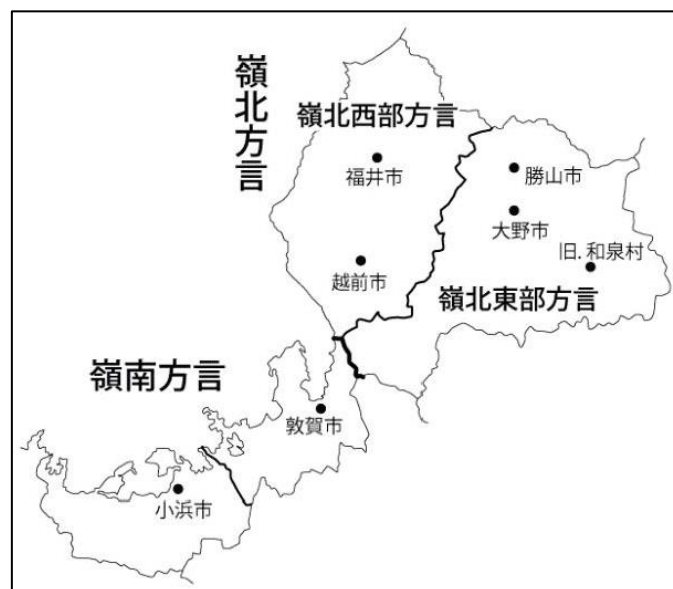 嶺北方言
嶺北西部方言
福井市
勝山市
大野市
旧. 和泉村
越前市
嶺北東部方言
嶺南方言
敦賀市
小浜市